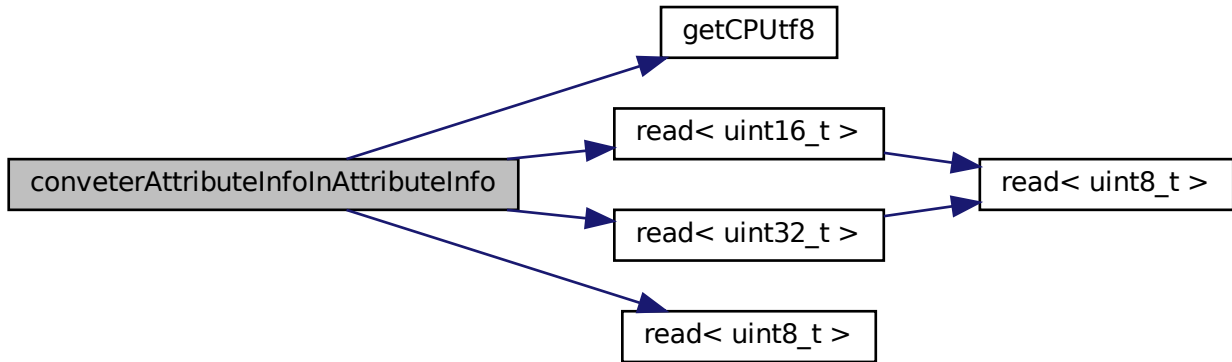 getCPUtf8
read< uint16_t >
conveterAttributeInfoInAttributeInfo
read< uint8_t >
read< uint32_t >
read< uint8_t >